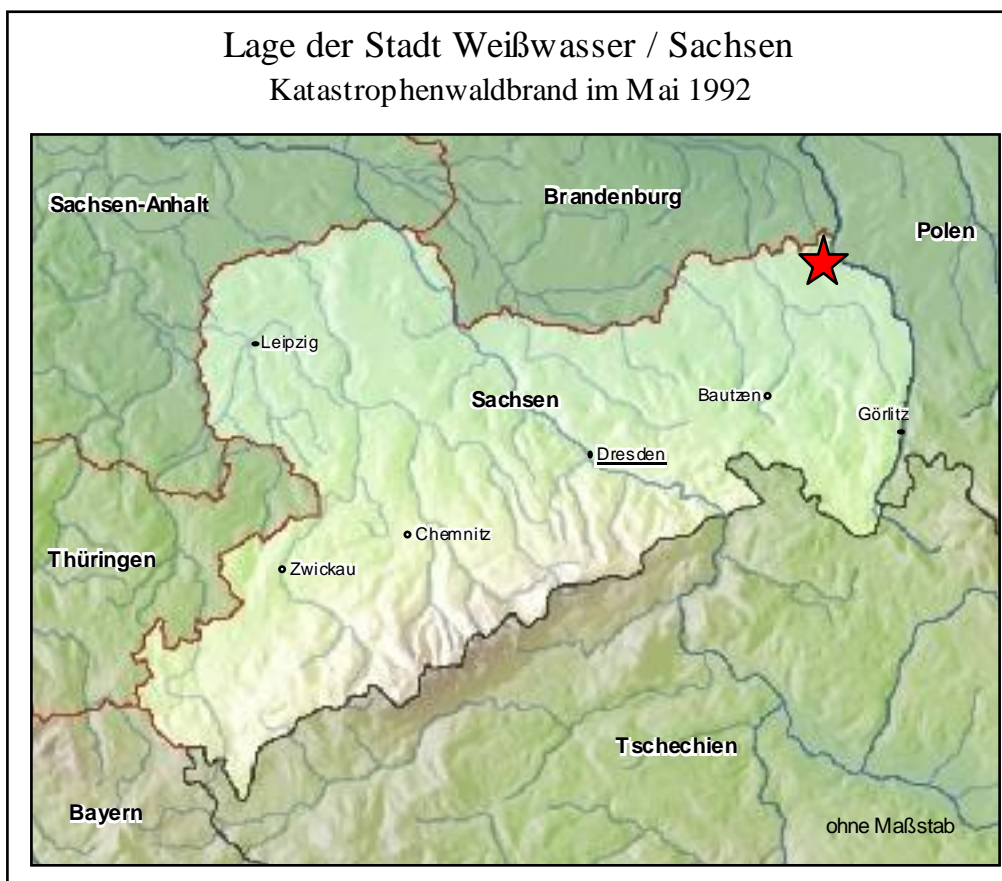 Lage der Stadt Weißwasser / Sachsen
Katastrophenwaldbrand im Mai 1992
Sachsen-Anhalt
Brandenburg
Polen
Leipzig
Sachsen
Bautzen
Görlitz
Dresden
Chemnitz
Thüringen
Zwickau
Tschechien
Bayern
ohne Maßstab